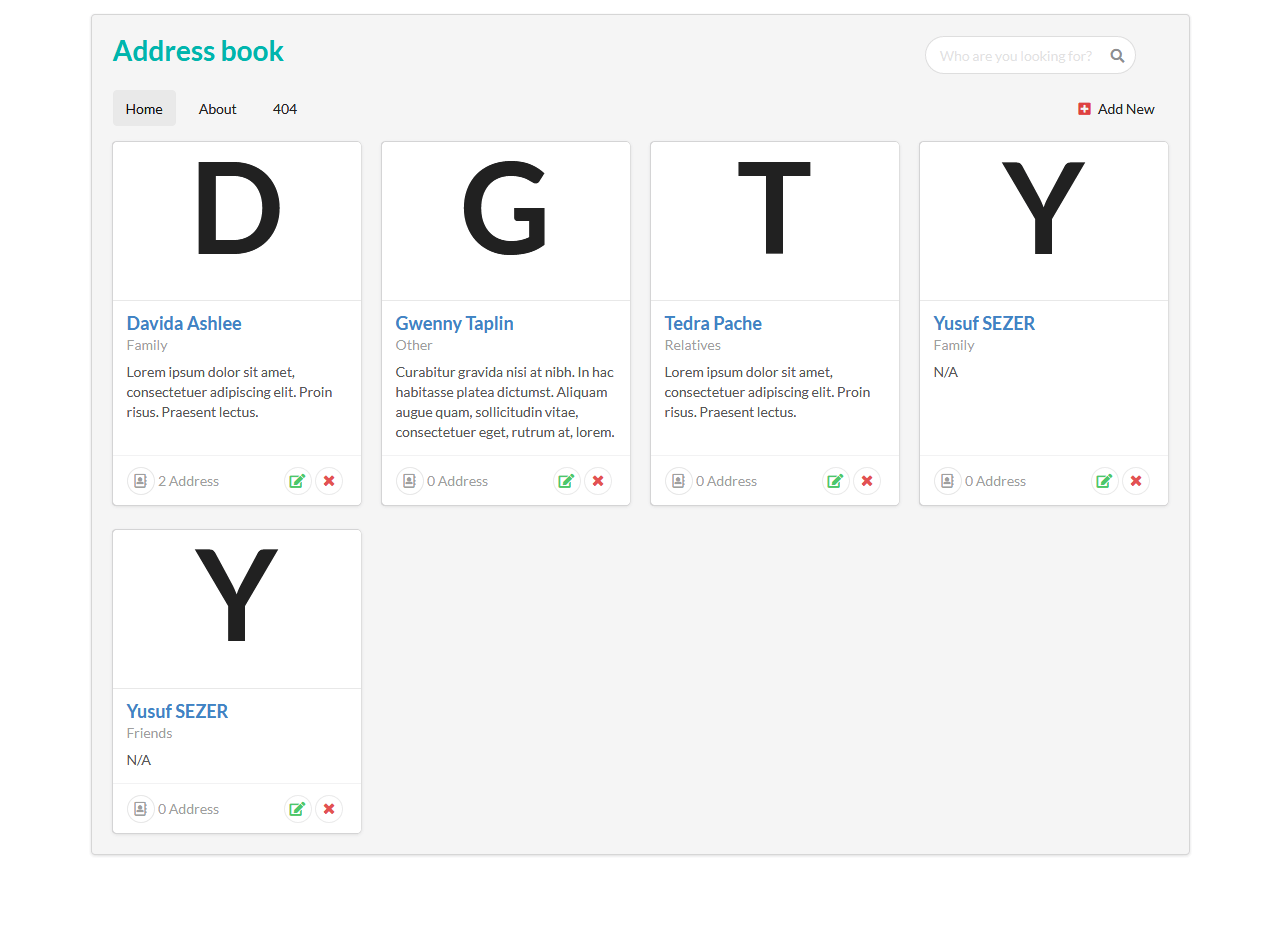 Address book
Who are you looking for?
Home About 404 Add New
D
Davida Ashlee
Family
Lorem ipsum dolor sit amet,
consectetuer adipiscing elit. Proin
risus. Praesent lectus.
2 Address
G
Gwenny Taplin
Other
Curabitur gravida nisi at nibh. In hac
habitasse platea dictumst. Aliquam
augue quam, sollicitudin vitae,
consectetuer eget, rutrum at, lorem.
0 Address
T
Tedra Pache
Relatives
Lorem ipsum dolor sit amet,
consectetuer adipiscing elit. Proin
risus. Praesent lectus.
0 Address
Y
Yusuf SEZER
Family
N/A
0 Address
Y
Yusuf SEZER
Friends
N/A
0 Address